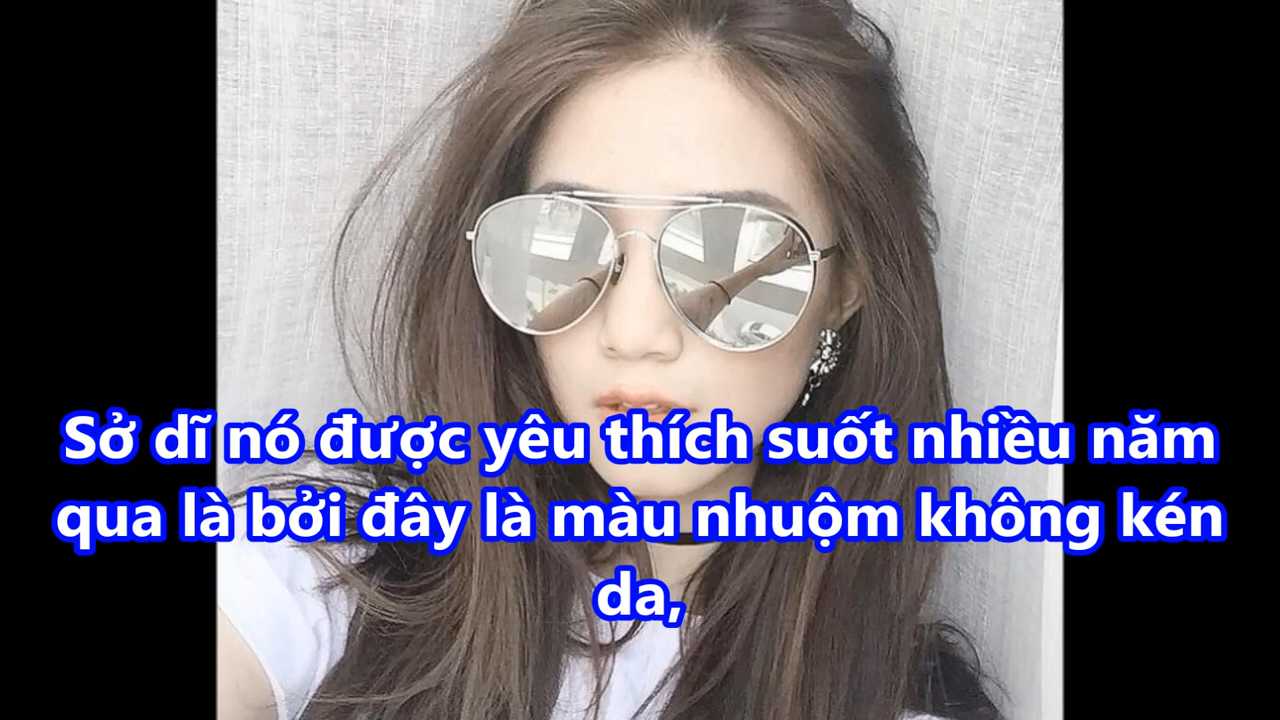 Sở dĩ nó được yêu thích suốt nhiều năm
qua là bởi đây là màu nhuộm không kén
da,